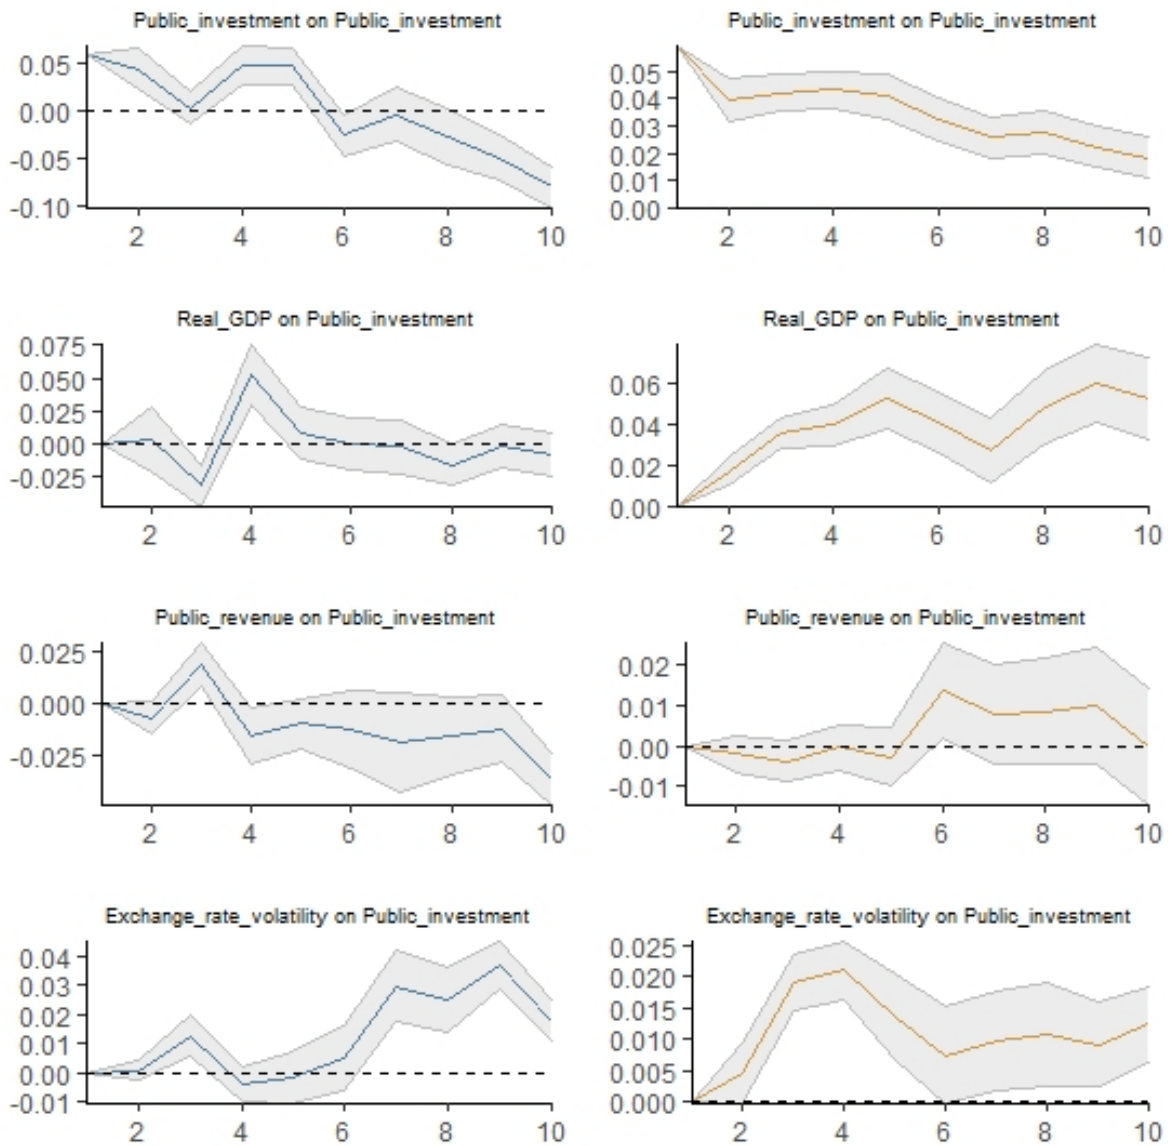 Public_investment on Public_investment
0.05
0.00
-0.05
-0.10
2 4 6 8 10
Public_investment on Public_investment
0.05
0.04
0.03
0.02
0.01
0.00
2 4 6 8 10
Real_GDP on Public_investment
0.075
0.050
0.025
0.000
-0.025
2 4 6 8 10
Real_GDP on Public_investment
0.06
0.04
0.02
0.00
2 4 6 8 10
Public_revenue on Public_investment
0.025
0.000
-0.025
2 4 6 8 10
Public_revenue on Public_investment
0.02
0.01
0.00
-0.01
2 4 6 8 10
Exchange_rate_volatility on Public_investment
0.04
0.03
0.02
0.01
0.00
-0.01
2 4 6 8 10
Exchange_rate_volatility on Public_investment
0.025
0.020
0.015
0.010
0.005
0.000
2 4 6 8 10